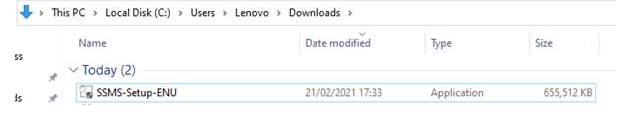 This PC > Local Disk (C:) > Users > Lenovo > Downloads >
Name Date modified Type Size
ss
Today (2)
ds SSMS-Setup-ENU 21/02/2021 17:33 Application 655,512 KB